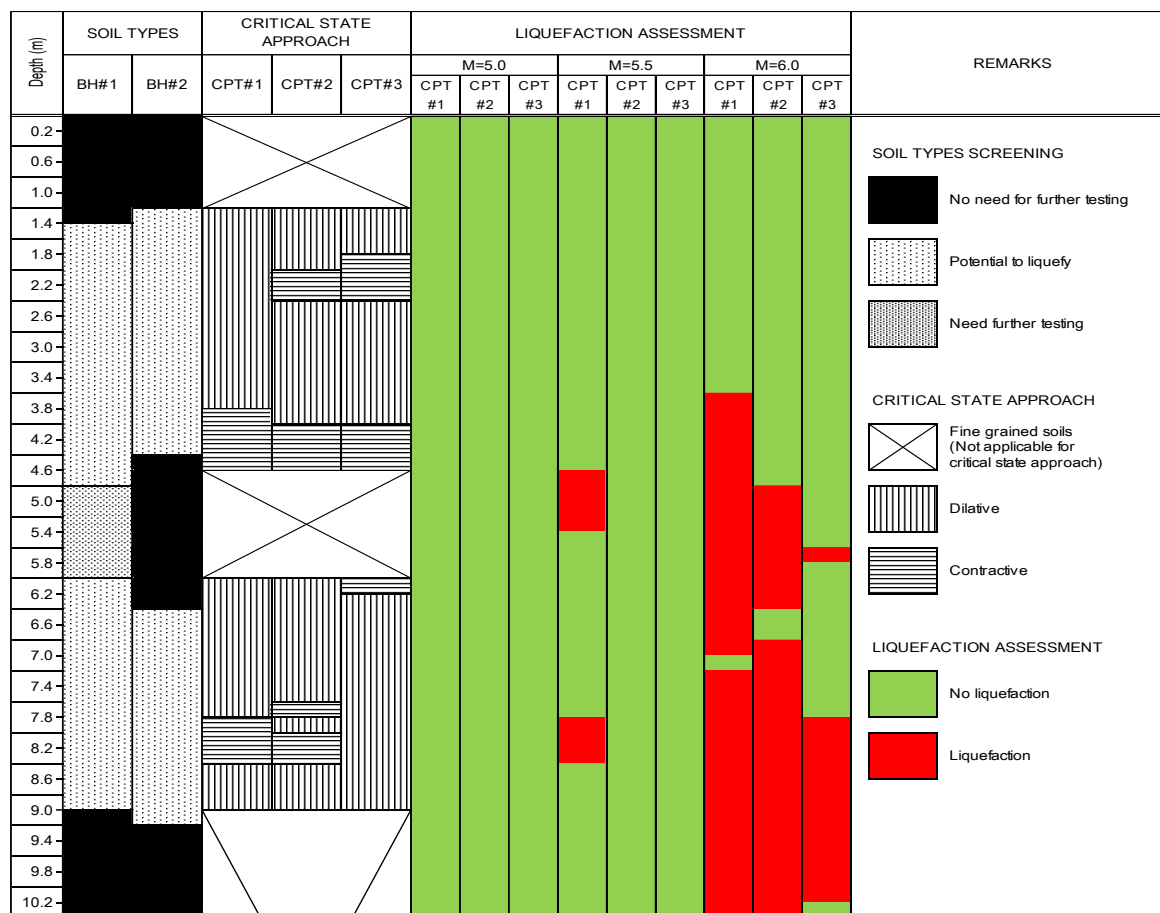 Depth (m)
SOIL TYPES
CRITICAL STATE
APPROACH
LIQUEFACTION ASSESSMENT
REMARKS
BH#1
BH#2
CPT#1
CPT#2
CPT#3
M=5.0
M=5.5
M=6.0
CPT
#1
CPT
#2
CPT
#3
CPT
#1
CPT
#2
CPT
#3
CPT
#1
CPT
#2
CPT
#3
0.2
0.6
1.0
1.4
1.8
2.2
2.6
3.0
3.4
3.8
4.2
4.6
5.0
5.4
5.8
6.2
6.6
7.0
7.4
7.8
8.2
8.6
9.0
9.4
9.8
10.2
SOIL TYPES SCREENING
No need for further testing
Potential to liquefy
Need further testing
CRITICAL STATE APPROACH
Fine grained soils
(Not applicable for
critical state approach)
Dilative
Contractive
LIQUEFACTION ASSESSMENT
No liquefaction
Liquefaction